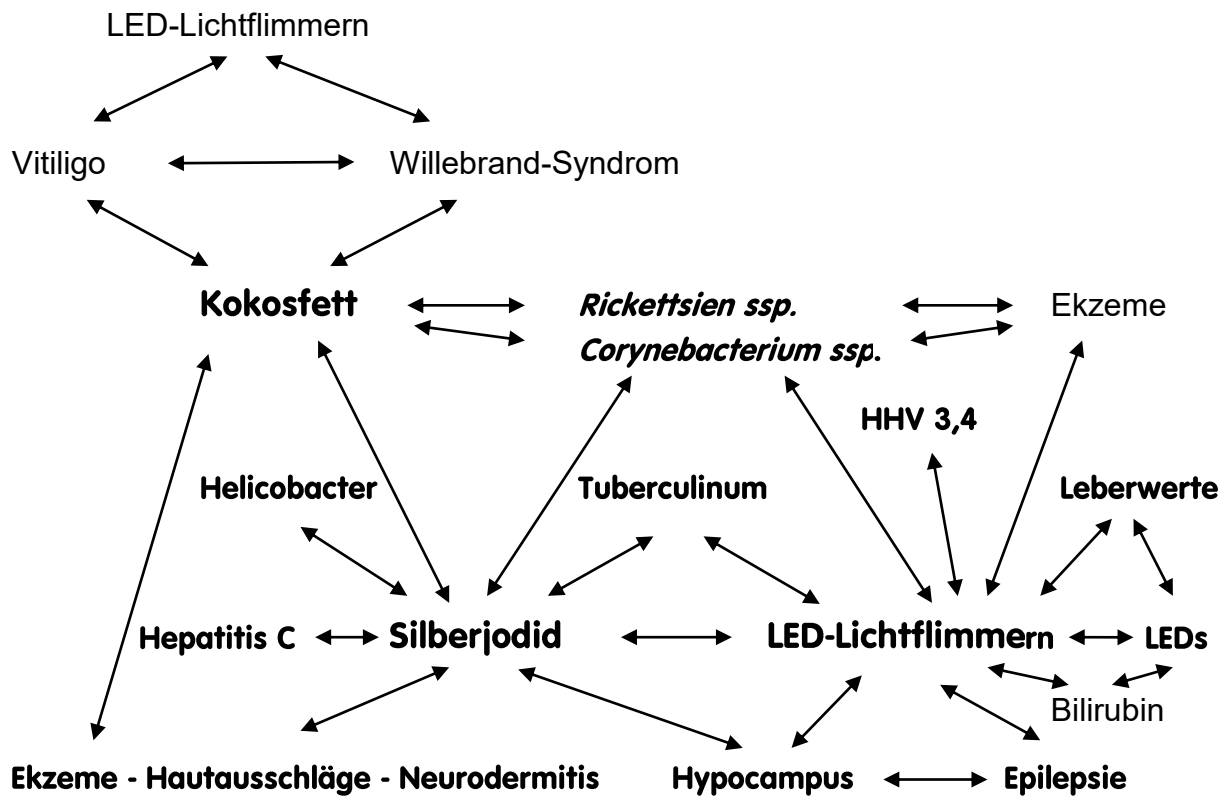 LED-Lichtflimmern
Vitiligo
Willebrand-Syndrom
Kokosfett
Rickettsien ssp.
Ekzeme
Corynebacterium ssp.
HHV 3,4
Helicobacter
Tuberculinum
Leberwerte
Hepatitis C
Silberjodid
LED-Lichtflimmern
LEDs
Bilirubin
Ekzeme - Hautausschläge - Neurodermitis
Hypocampus
Epilepsie